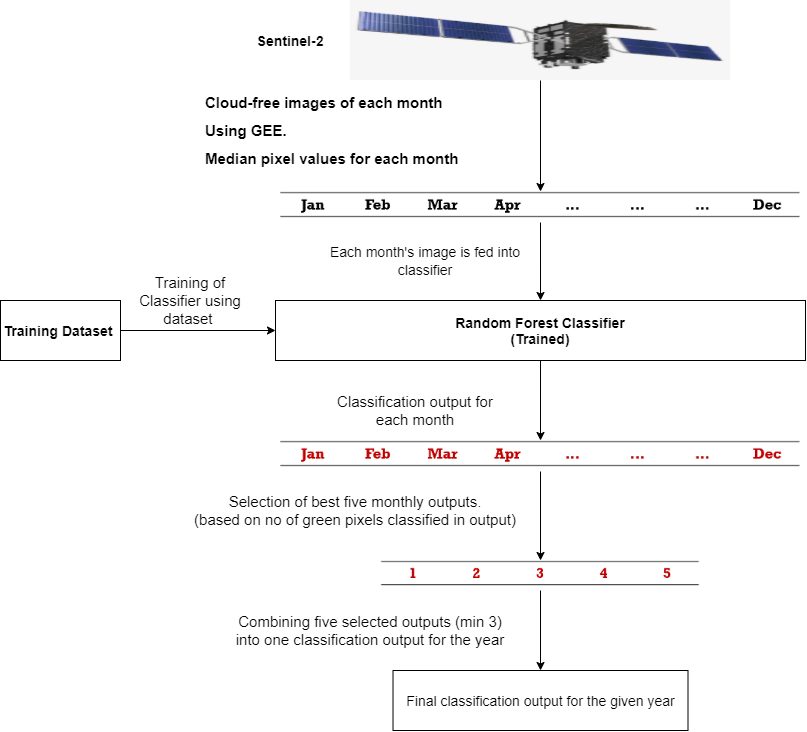 Sentinel-2
Cloud-free images of each month
Using GEE.
Median pixel values for each month
Jan Feb Mar Apr ... ... ... Dec
Each month's image is fed into
classifier
Training of
Classifier using
dataset
Training Dataset
Random Forest Classifier
(Trained)
Classification output for
each month
Jan Feb Mar Apr ... ... ... Dec
Selection of best five monthly outputs.
(based on no of green pixels classified in output)
1 2 3 4 5
Combining five selected outputs (min 3)
into one classification output for the year
Final classification output for the given year